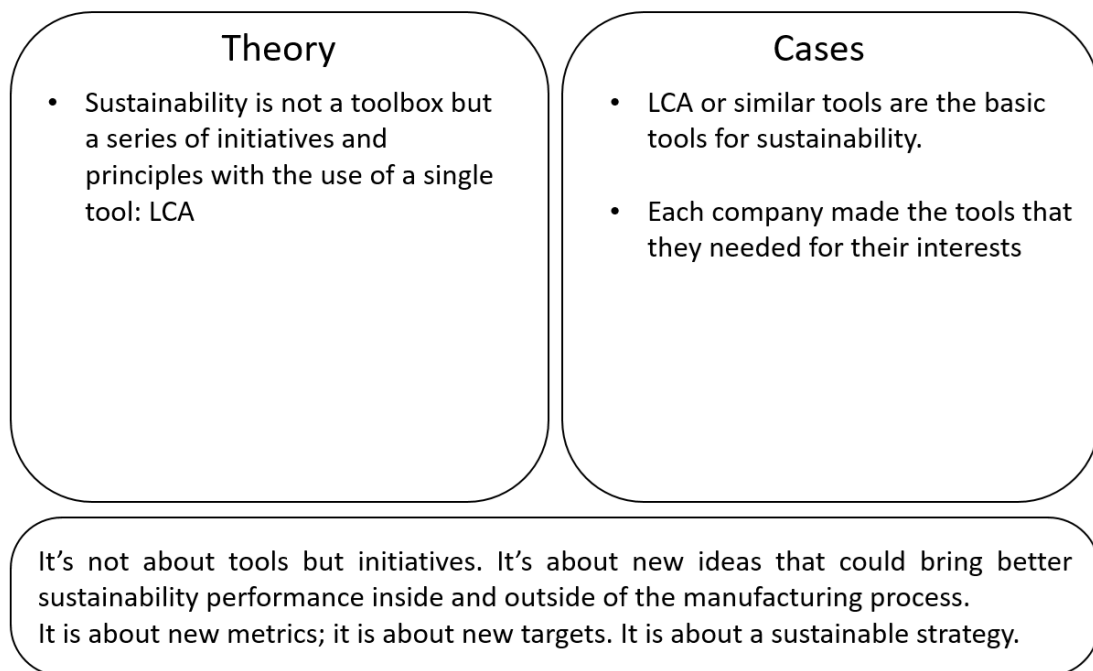 Theory
• Sustainability is not a toolbox but
a series of initiatives and
principles with the use of a single
tool: LCA
Cases
• LCA or similar tools are the basic
tools for sustainability.
• Each company made the tools that
they needed for their interests
It’s not about tools but initiatives. It’s about new ideas that could bring better
sustainability performance inside and outside of the manufacturing process.
It is about new metrics; it is about new targets. It is about a sustainable strategy.